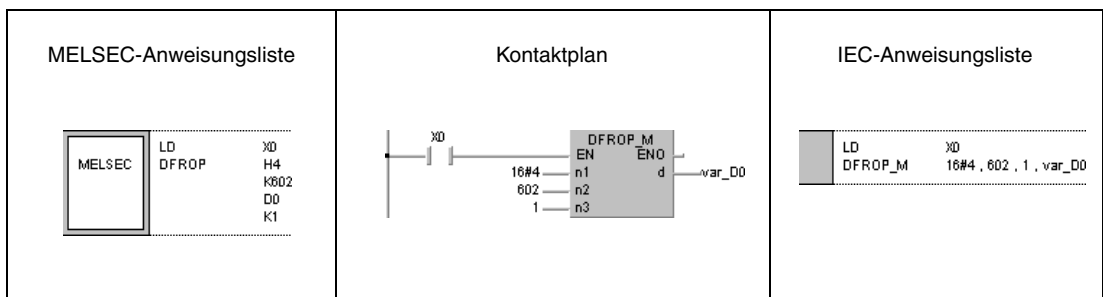 MELSEC-Anweisungsliste
Kontaktplan
IEC-Anweisungsliste
MELSEC
LD X0
DFROP H4
K602
D0
K1
X0
DFROP_M
EN ENO
16#4 n1 d var_D0
602 n2
1 n3
LD X0
DFROP_M 16#4 , 602 , 1 , var_D0